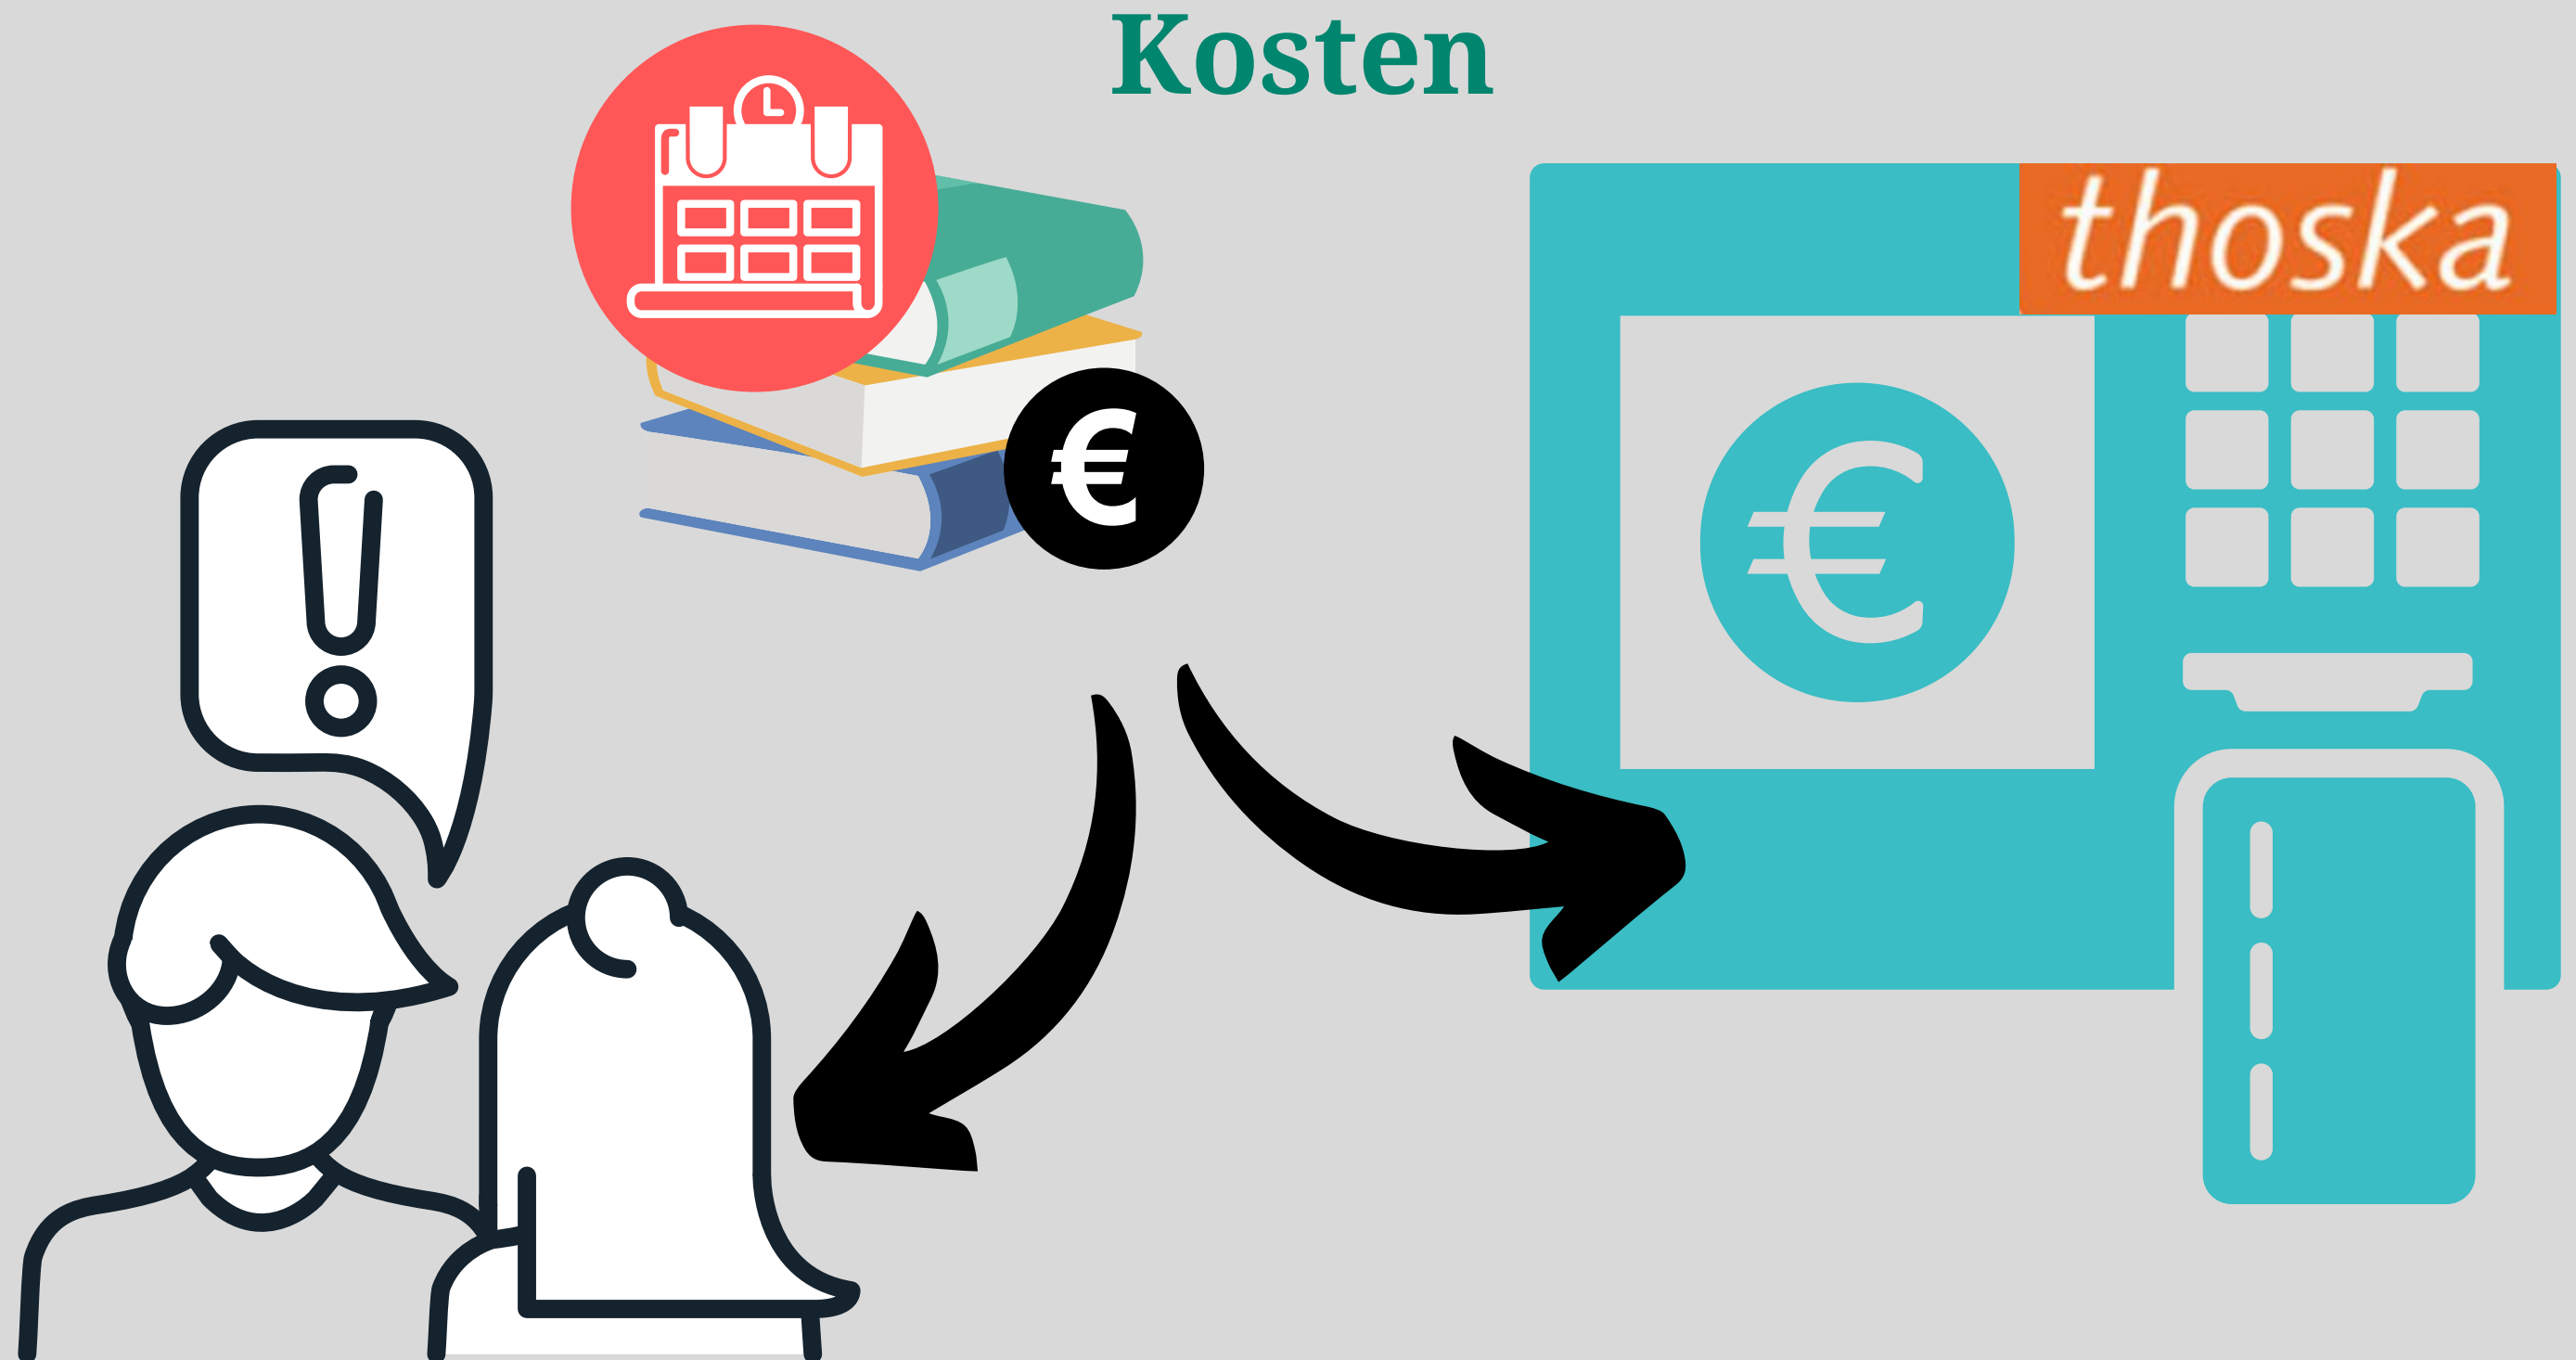 Kosten
thoska
€
€